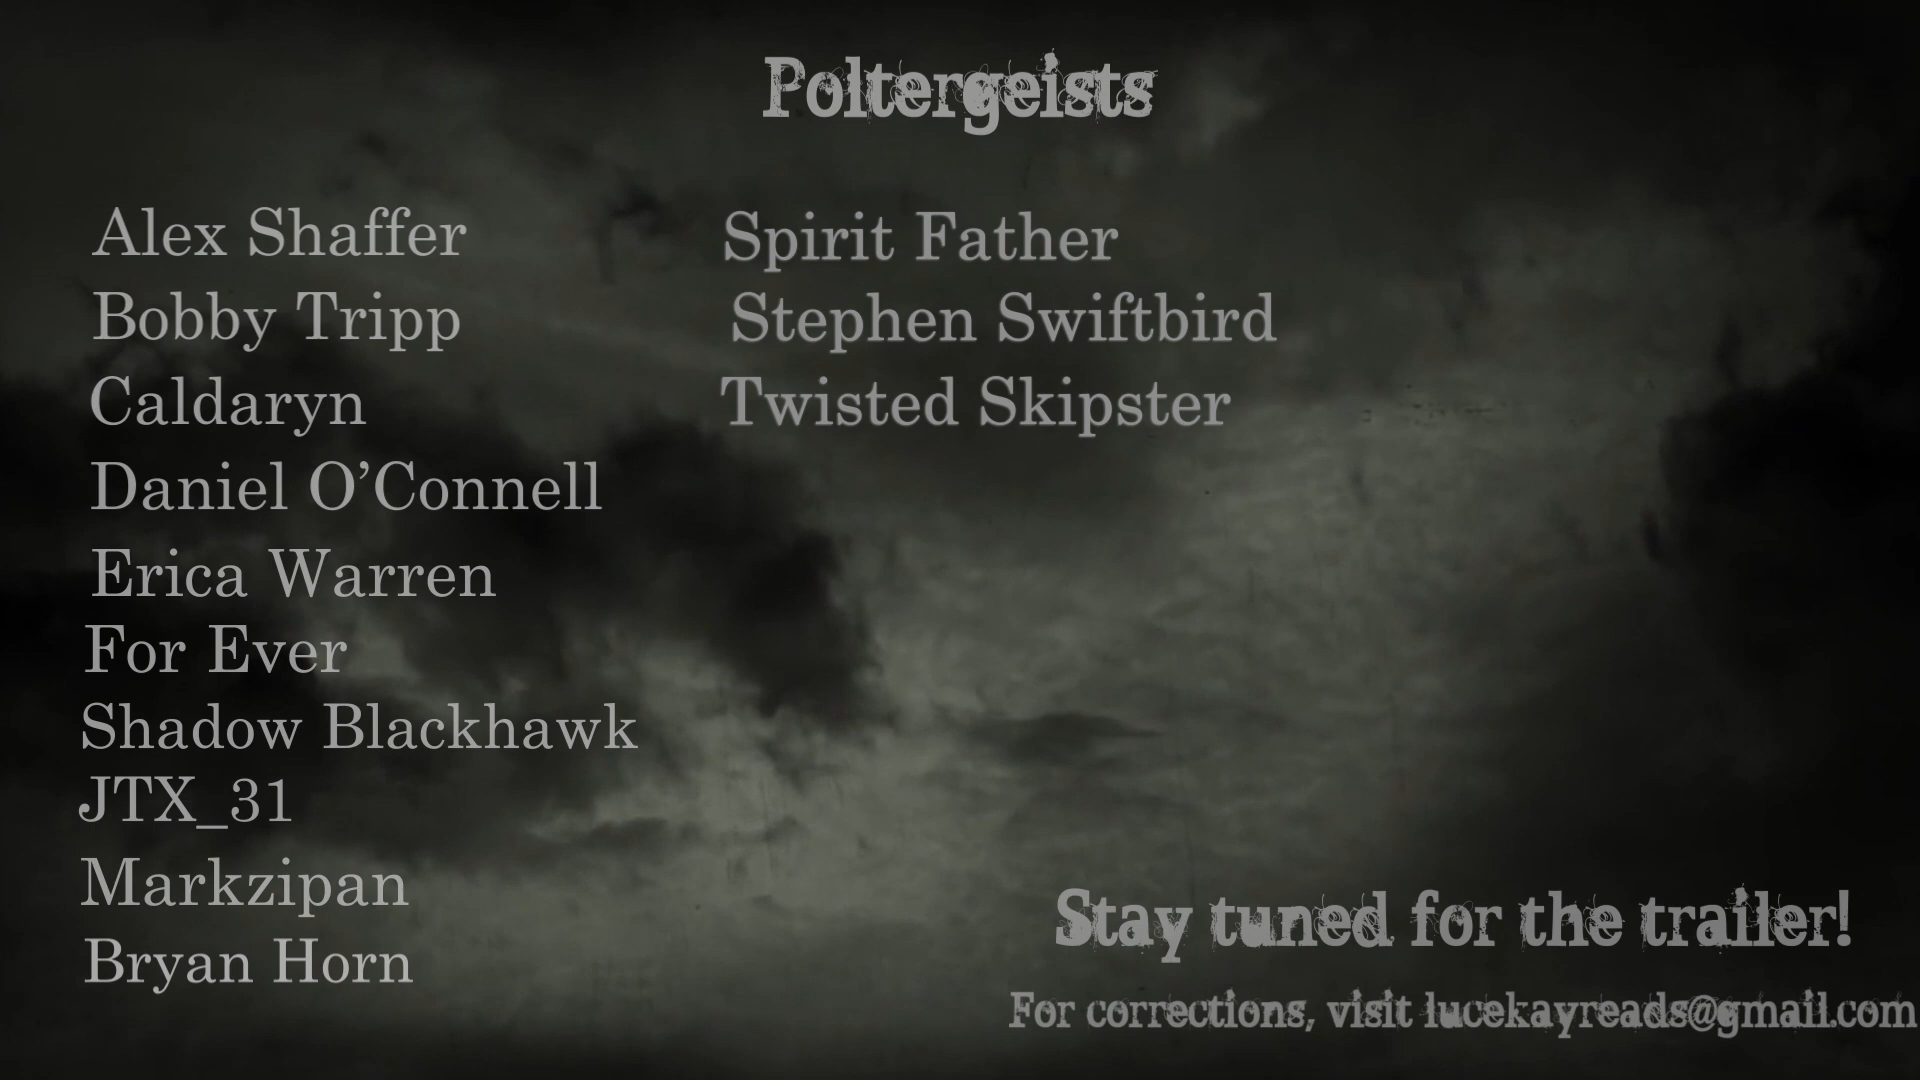 Poltergeists
Alex Shaffer
Bobby Tripp
Caldaryn
Daniel O’Connell
Erica Warren
For Ever
Shadow Blackhawk
JTX_31
Markzipan
Bryan Horn
Spirit Father
Stephen Swiftbird
Twisted Skipster
Stay tuned for the trailer!
For corrections, visit lucekayreads@gmail.com